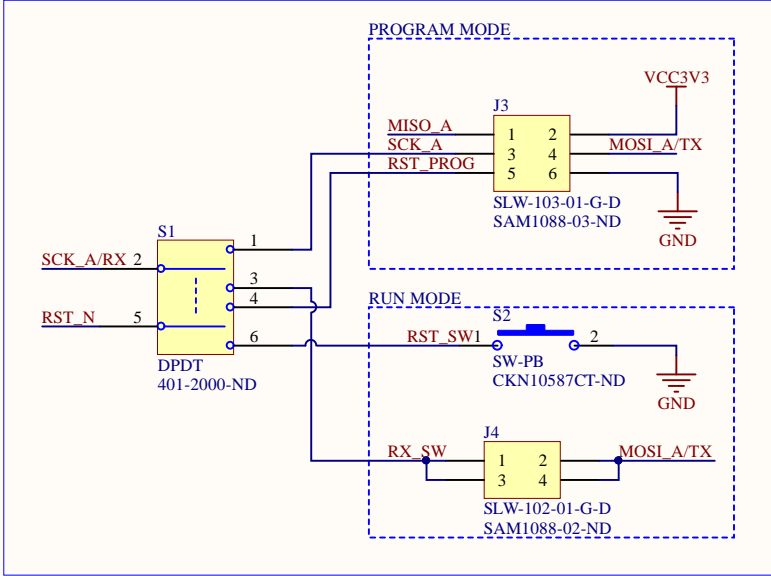 PROGRAM MODE
VCC3V3
J3
MISO_A 1 2
SCK_A 3 4 MOSI_A/TX
RST_PROG 5 6
SLW-103-01-G-D
SAM1088-03-ND
GND
S1
1
SCK_A/RX 2
3
4
RST_N 5
6
DPDT
401-2000-ND
RUN MODE
S2
RST_SW 1 2
SW-PB
CKN10587CT-ND
GND
J4
RX_SW 1 2 MOSI_A/TX
3 4
SLW-102-01-G-D
SAM1088-02-ND